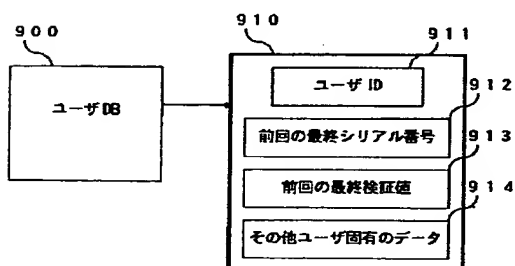 900
910
911
ユーザDB
ユーザID
912
前回の最終シリアル番号
913
前回の最終検証値
914
その他ユーザ固有のデータ